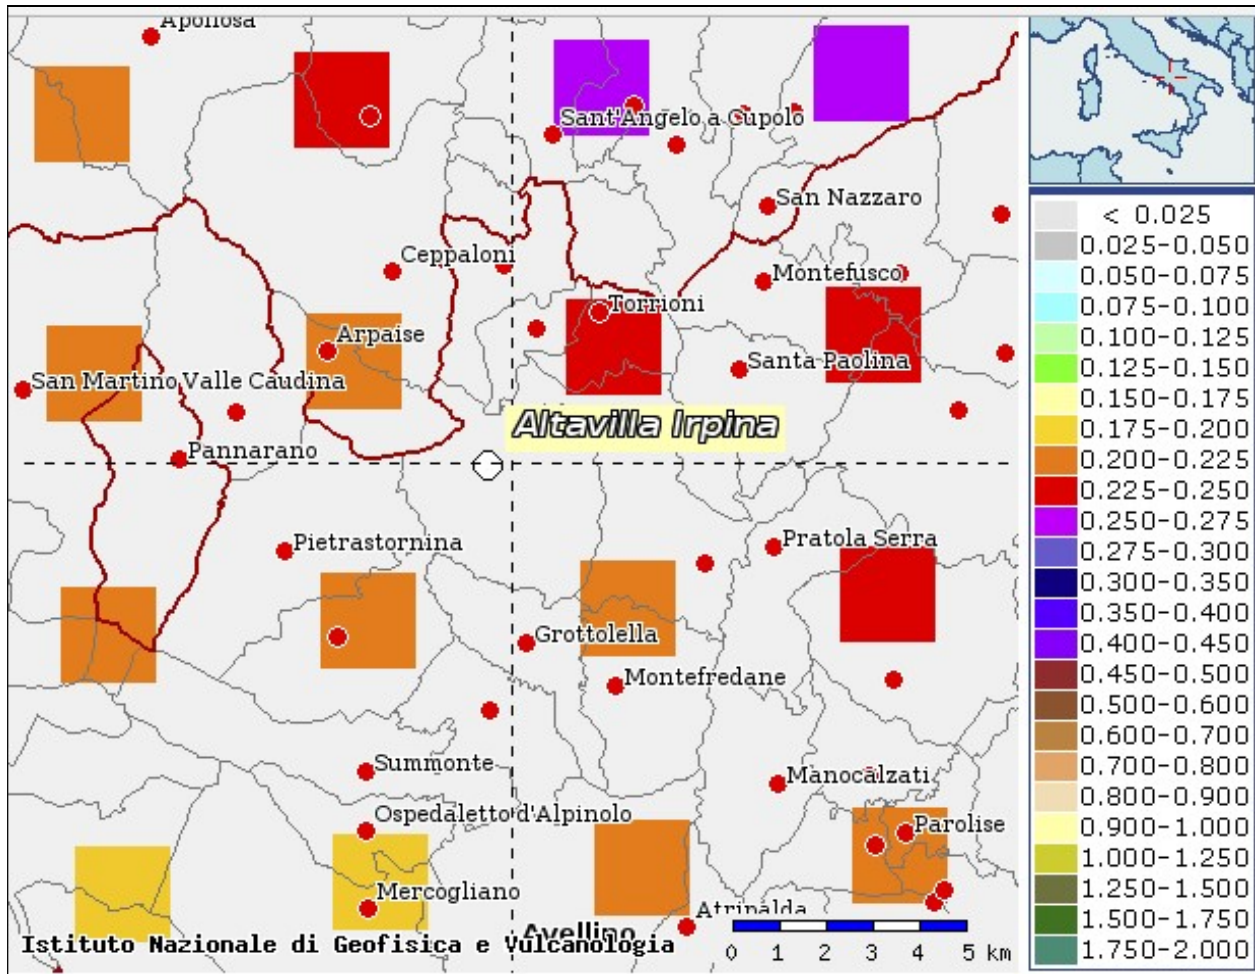 Apollosa
Sant'Angelo a Cupolo
San Nazzaro
Ceppaloni
Montefusco
Torrioni
Arpaise
Santa Paolina
San Martino Valle Caudina
Altavilla Irpina
Pannarano
Pietrastornina
Pratola Serra
Grottolella
Montefredane
Summonte
Manocalzati
Ospedaletto d'Alpinolo
Parolise
Mercogliano
Atripalda
Avellino
Istituto Nazionale di Geofisica e Vulcanologia
0 1 2 3 4 5 km
< 0.025
0.025-0.050
0.050-0.075
0.075-0.100
0.100-0.125
0.125-0.150
0.150-0.175
0.175-0.200
0.200-0.225
0.225-0.250
0.250-0.275
0.275-0.300
0.300-0.350
0.350-0.400
0.400-0.450
0.450-0.500
0.500-0.600
0.600-0.700
0.700-0.800
0.800-0.900
0.900-1.000
1.000-1.250
1.250-1.500
1.500-1.750
1.750-2.000